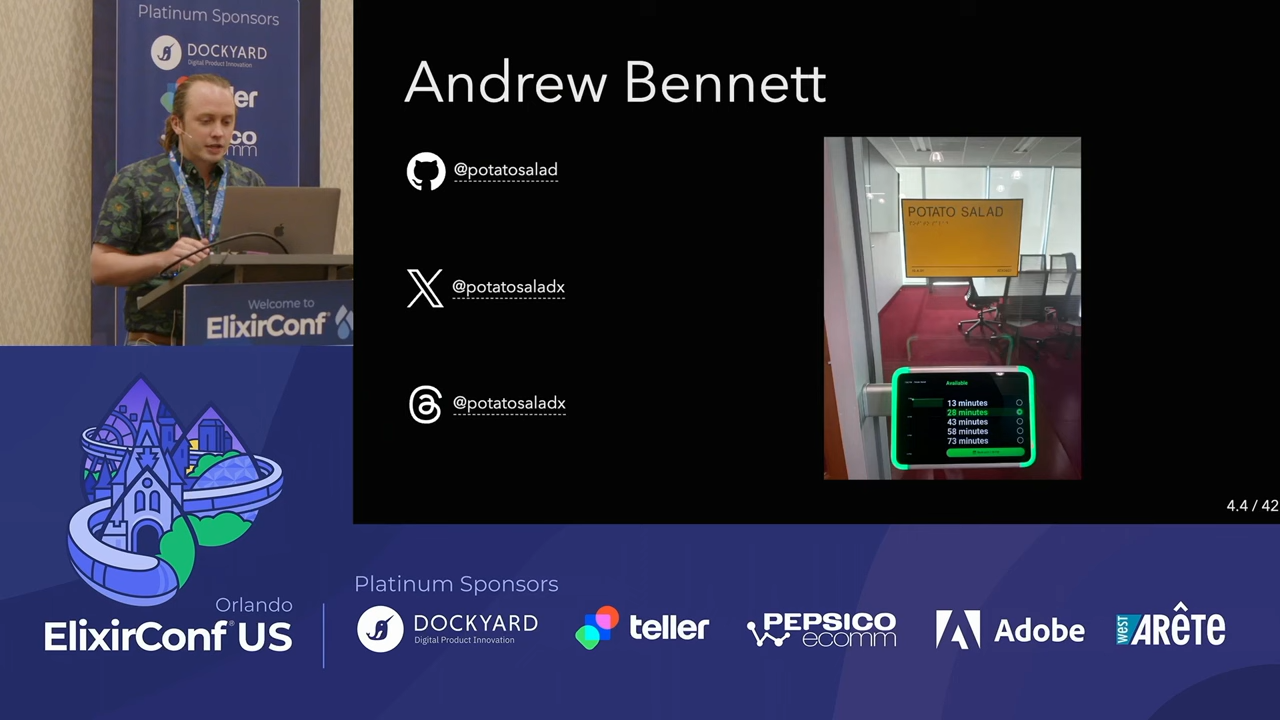 Platinum Sponsors
DOCKYARD
Digital Product Innovation
Welcome to
ElixirConf
Andrew Bennett
@potatosalad
@potatosaladx
@potatosaladx
POTATO SALAD
Available
13 minutes
28 minutes
43 minutes
58 minutes
73 minutes
4.4 / 42
Orlando
ElixirConf® US
Platinum Sponsors
DOCKYARD
Digital Product Innovation
teller
PEPSICO
ecomm
Adobe
west ARÊTE